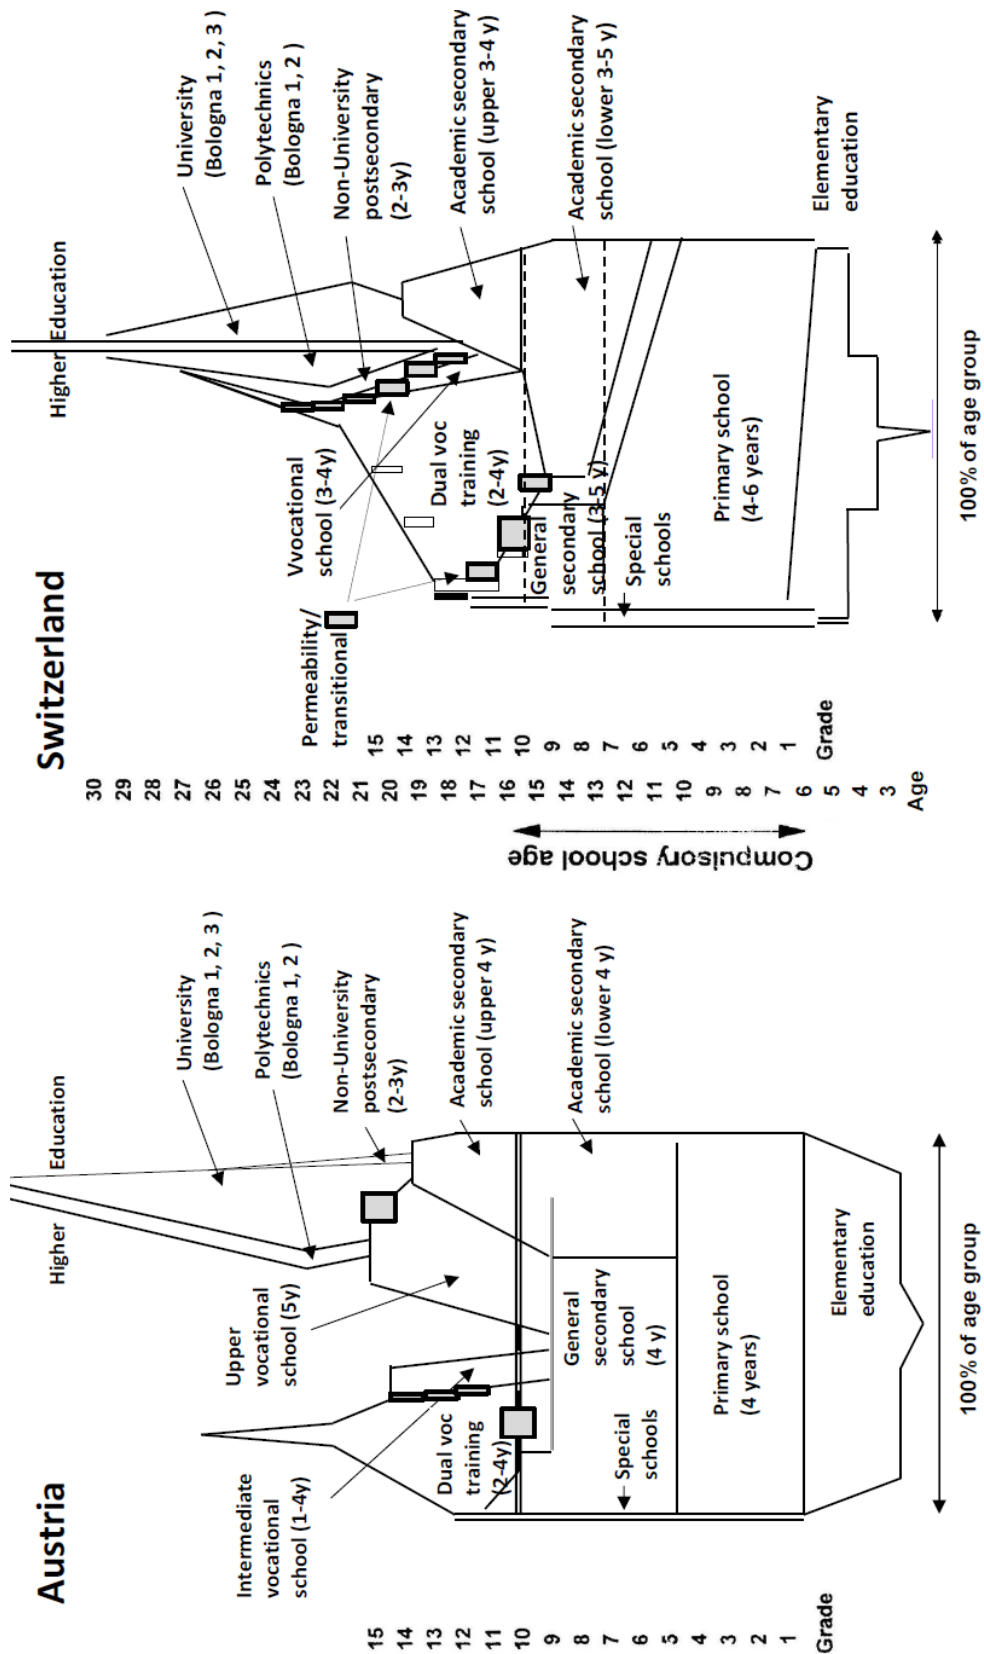 Austria
Intermediate
vocational
school (1-4y)
Upper
vocational
school (5y)
Higher Education
University
(Bologna 1, 2, 3 )
Polytechnics
(Bologna 1, 2 )
Non-University
postsecondary
(2-3y)
Academic secondary
school (upper 4 y)
Academic secondary
school (lower 4 y)
Dual voc
training
(2-4y)
General
secondary
school
(4 y)
Special
schools
Primary school
(4 years)
Elementary
education
100% of age group
15
14
13
12
11
10
9
8
7
6
5
4
3
2
1
Grade
Compulsory school age
30
29
28
27
26
25
24
23
22
21
20
19
18
17
16
15
14
13
12
11
10
9
8
7
6
5
4
3
Age
15
14
13
12
11
10
9
8
7
6
5
4
3
2
1
Grade
Switzerland
Permeability/
transitional
Vvocational
school (3-4y)
Higher Education
University
(Bologna 1, 2, 3 )
Polytechnics
(Bologna 1, 2 )
Non-University
postsecondary
(2-3y)
Academic secondary
school (upper 3-4 y)
Academic secondary
school (lower 3-5 y)
Dual voc
training
(2-4y)
General
secondary
school (3-5 y)
Special
schools
Primary school
(4-6 years)
Elementary
education
100% of age group